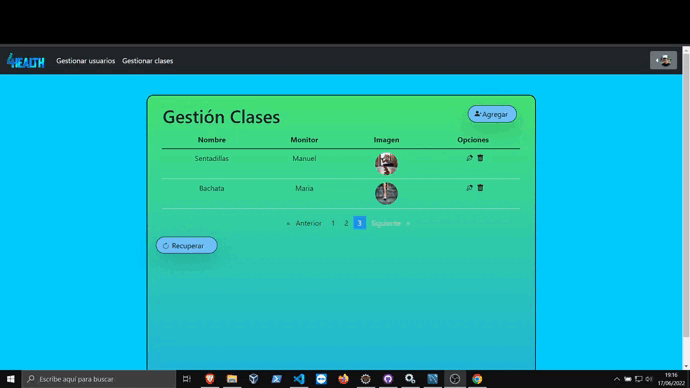 4HEALTH Gestionar usuarios Gestionar clases
Gestión Clases
Agregar
Nombre Monitor Imagen Opciones
Sentadillas Manuel
Bachata Maria
« Anterior 1 2 3 Siguiente »
Recuperar
Escribe aquí para buscar
19:16
17/06/2022